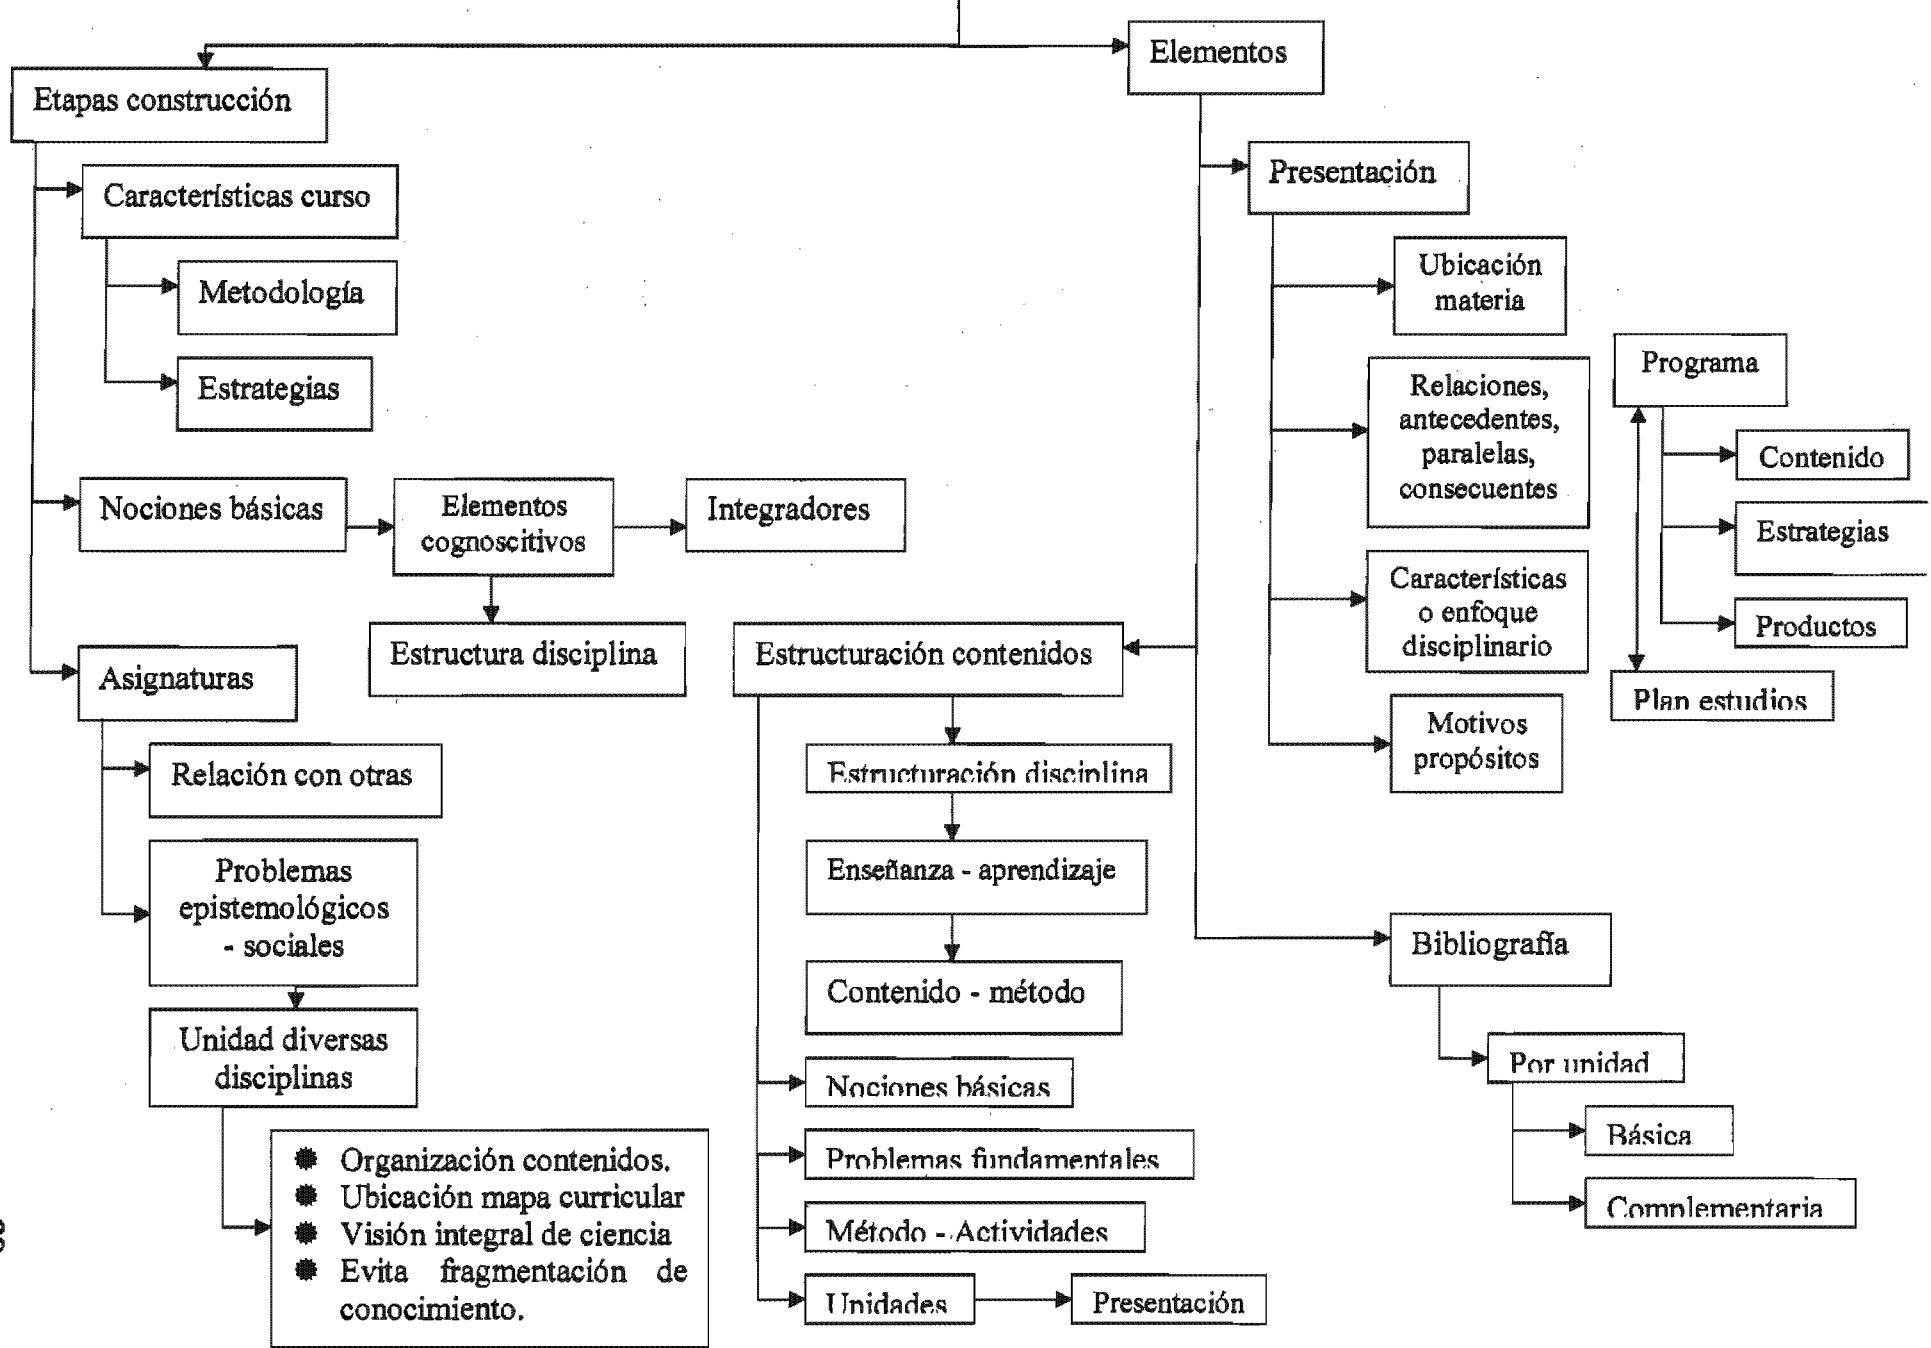 Elementos
Etapas construcción
Características curso
Metodología
Estrategias
Nociones básicas
Elementos
cognoscitivos
Integradores
Estructura disciplina
Asignaturas
Relación con otras
Problemas
epistemológicos
- sociales
Unidad diversas
disciplinas
Organización contenidos.
Ubicación mapa curricular
Visión integral de ciencia
Evita fragmentación de
conocimiento.
Estructuración contenidos
Estructuración disciplina
Enseñanza - aprendizaje
Contenido - método
Nociones básicas
Problemas fundamentales
Método - Actividades
Unidades
Presentación
Presentación
Ubicación
materia
Relaciones,
antecedentes,
paralelas,
consecuentes
Características
o enfoque
disciplinario
Motivos
propósitos
Programa
Contenido
Estrategias
Productos
Plan estudios
Bibliografía
Por unidad
Básica
Complementaria